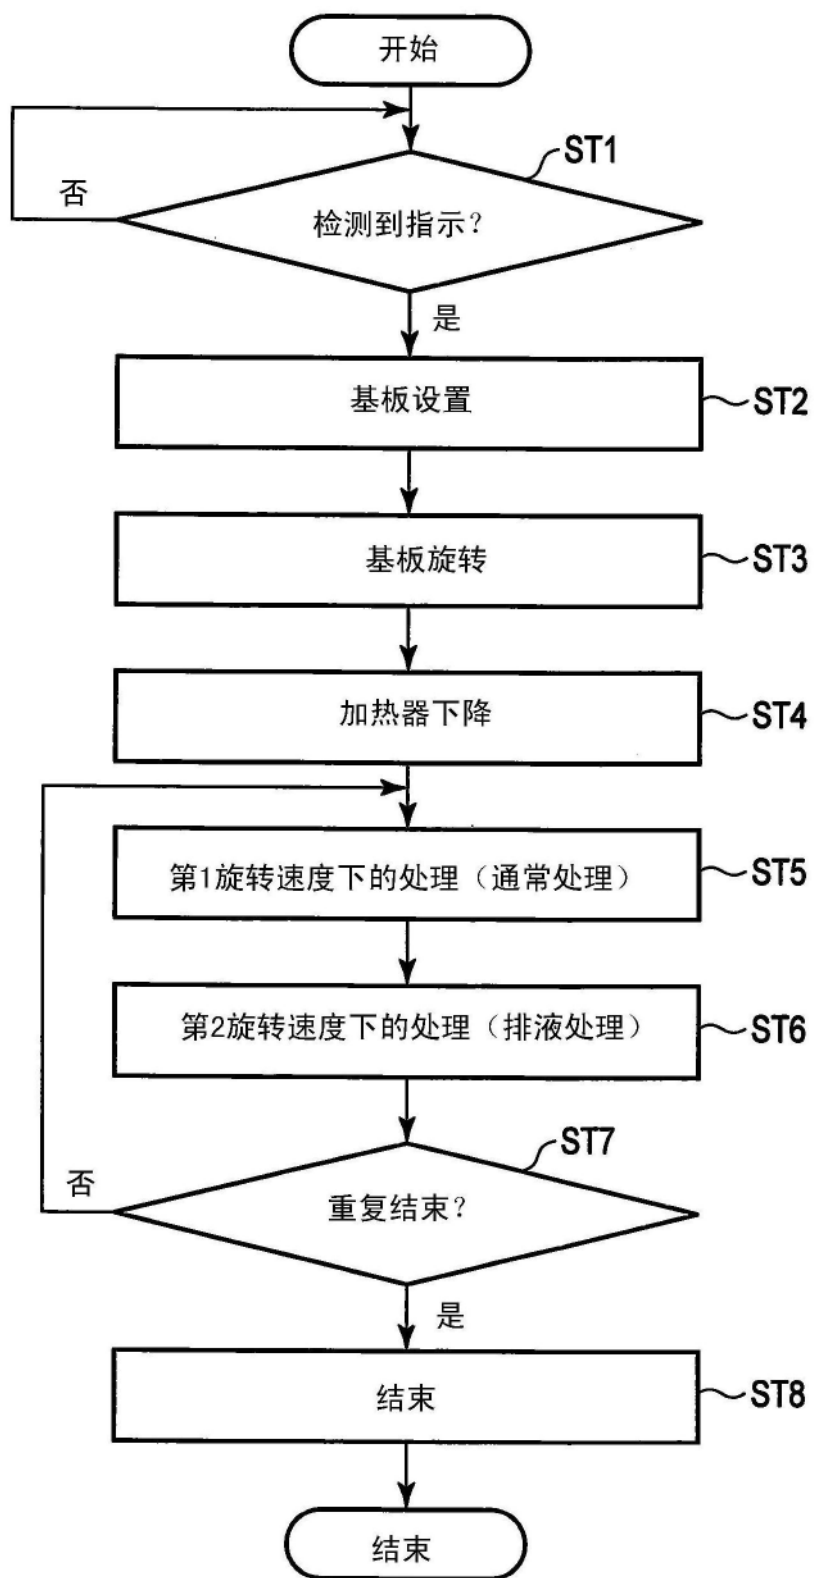 开始
ST1
否
检测到指示？
是
基板设置
ST2
基板旋转
ST3
加热器下降
ST4
第1旋转速度下的处理（通常处理）
ST5
第2旋转速度下的处理（排液处理）
ST6
ST7
否
重复结束？
是
结束
ST8
结束